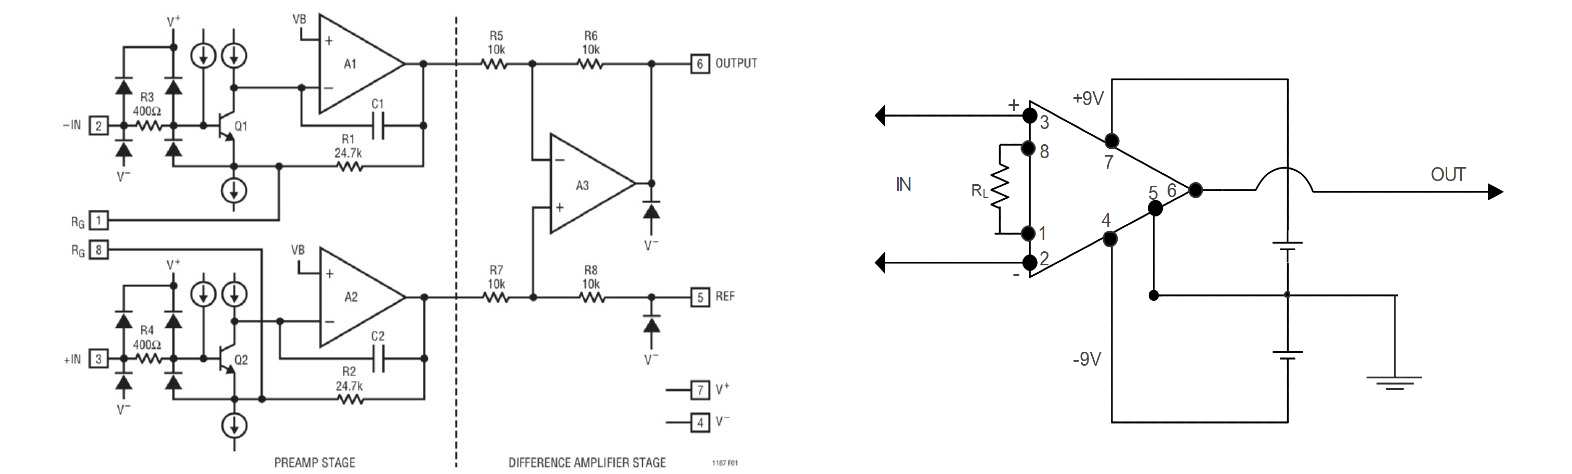 V+
VB
+
A1
−
R5
10k
R6
10k
6 OUTPUT
R3
400Ω
−IN 2
Q1
C1
R1
24.7k
V−
RG 1
RG 8
−
A3
+
V−
V+
VB
+
A2
−
R7
10k
R8
10k
5 REF
R4
400Ω
+IN 3
Q2
C2
R2
24.7k
V−
V−
7 V+
4 V−
PREAMP STAGE
DIFFERENCE AMPLIFIER STAGE
1167 F01
+9V
+
3
8
7
IN
RL
5
6
OUT
4
1
2
-
-9V